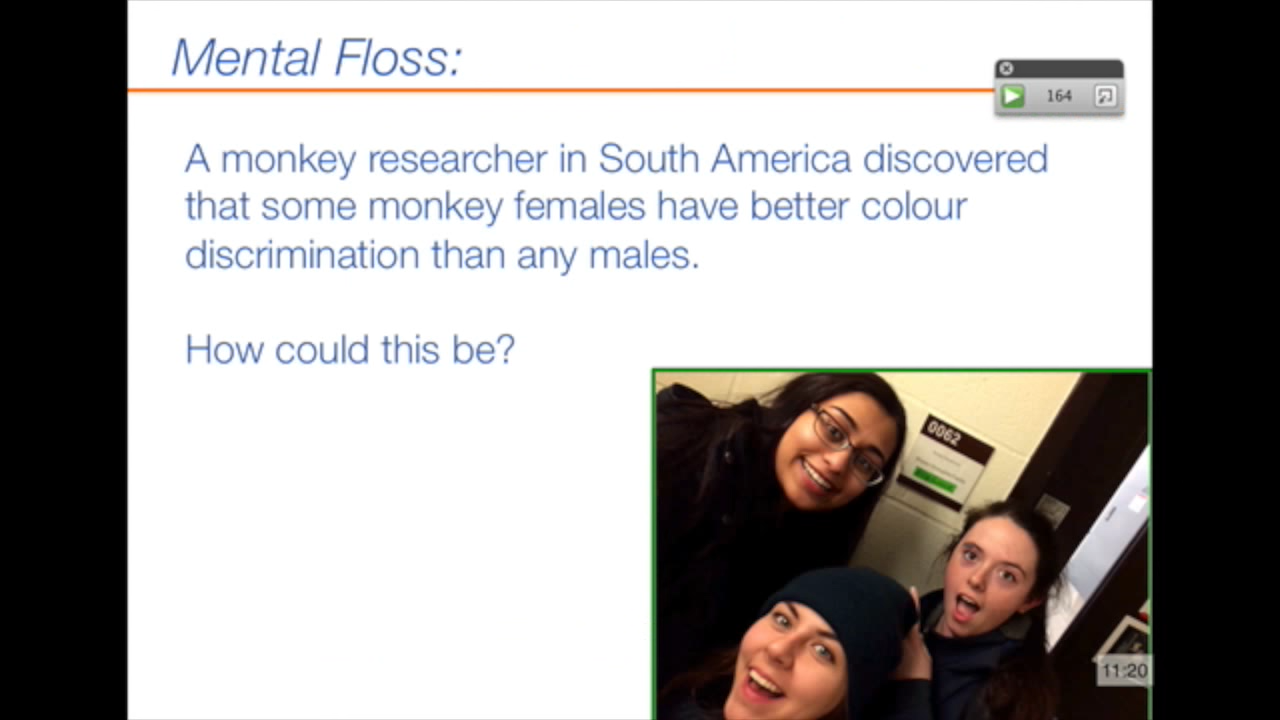 Mental Floss:
164
A monkey researcher in South America discovered
that some monkey females have better colour
discrimination than any males.
How could this be?
0062
11:20